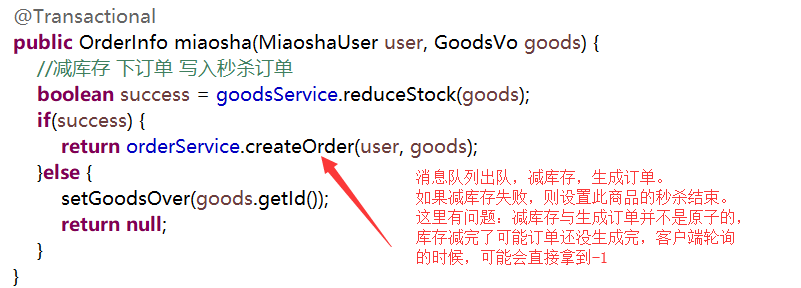 @Transactional
public OrderInfo miaosha(MiaoshaUser user, GoodsVo goods) {
//减库存 下订单 写入秒杀订单
boolean success = goodsService.reduceStock(goods);
if(success) {
return orderService.createOrder(user, goods);
}else {
setGoodsOver(goods.getId());
return null;
}
}
消息队列出队，减库存，生成订单。
如果减库存失败，则设置此商品的秒杀结束。
这里有问题：减库存与生成订单并不是原子的，
库存减完了可能订单还没生成完，客户端轮询
的时候，可能会直接拿到-1